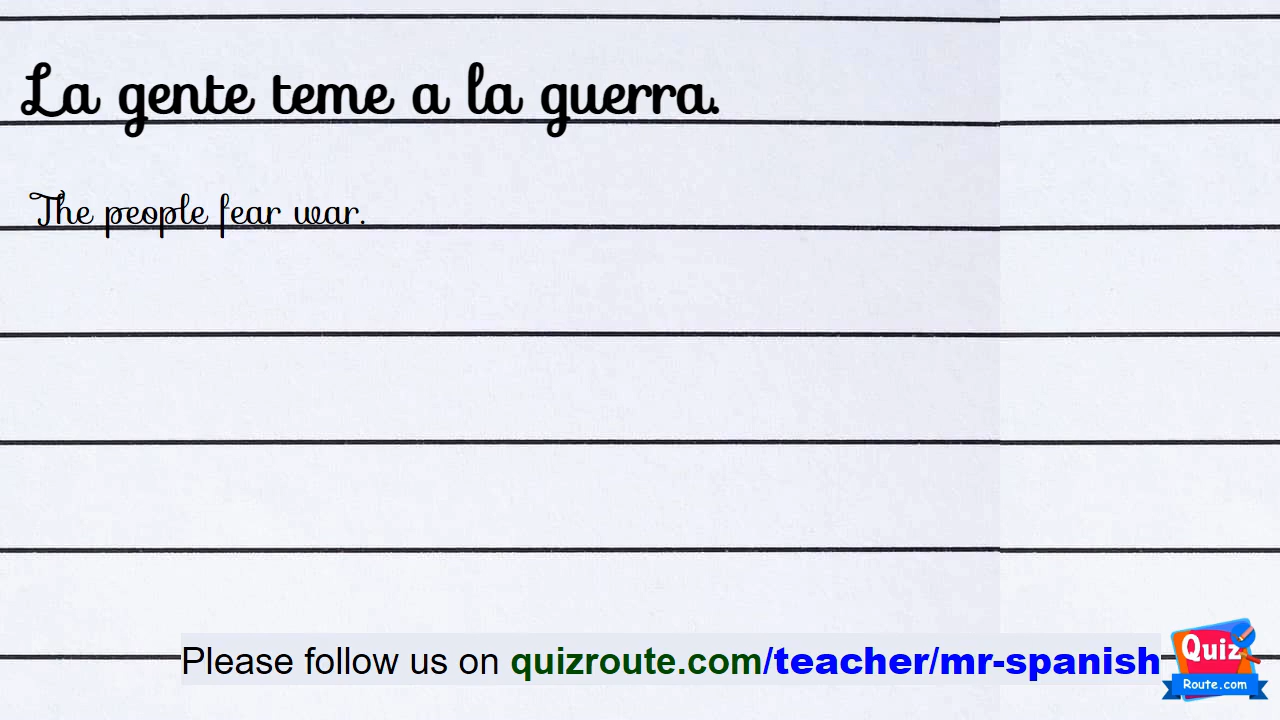 La gente teme a la guerra.
The people fear war.
Please follow us on quizroute.com/teacher/mr-spanish
Quiz
Route.com